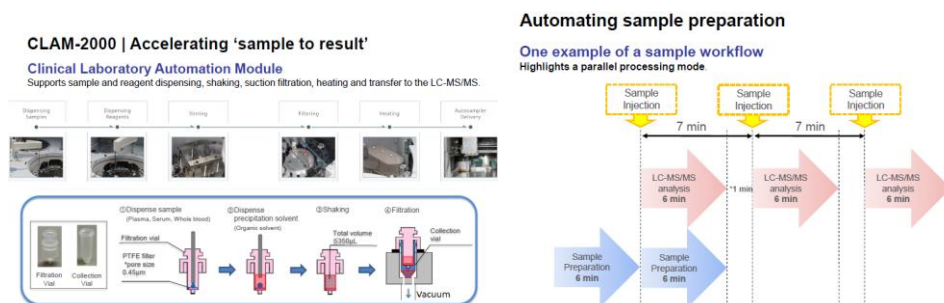 CLAM-2000 | Accelerating ‘sample to result’
Clinical Laboratory Automation Module
Supports sample and reagent dispensing, shaking, suction filtration, heating and transfer to the LC-MS/MS.
Dispensing
Samples
Dispensing
Reagents
Stirring
Filtering
Heating
Autosampler
Delivery
Filtration
Vial
Collection
Vial
①Dispense sample
(Plasma, Serum, Whole blood)
Filtration vial
PTFE filter
*pore size
0.45µm
②Dispense
precipitation solvent
(Organic solvent)
③Shaking
Total volume
≤350µL
④Filtration
Collection
vial
Vacuum
Automating sample preparation
One example of a sample workflow
Highlights a parallel processing mode.
Sample
Injection
Sample
Injection
Sample
Injection
7 min
7 min
LC-MS/MS
analysis
6 min
*1 min
LC-MS/MS
analysis
6 min
LC-MS/MS
analysis
6 min
Sample
Preparation
6 min
Sample
Preparation
6 min